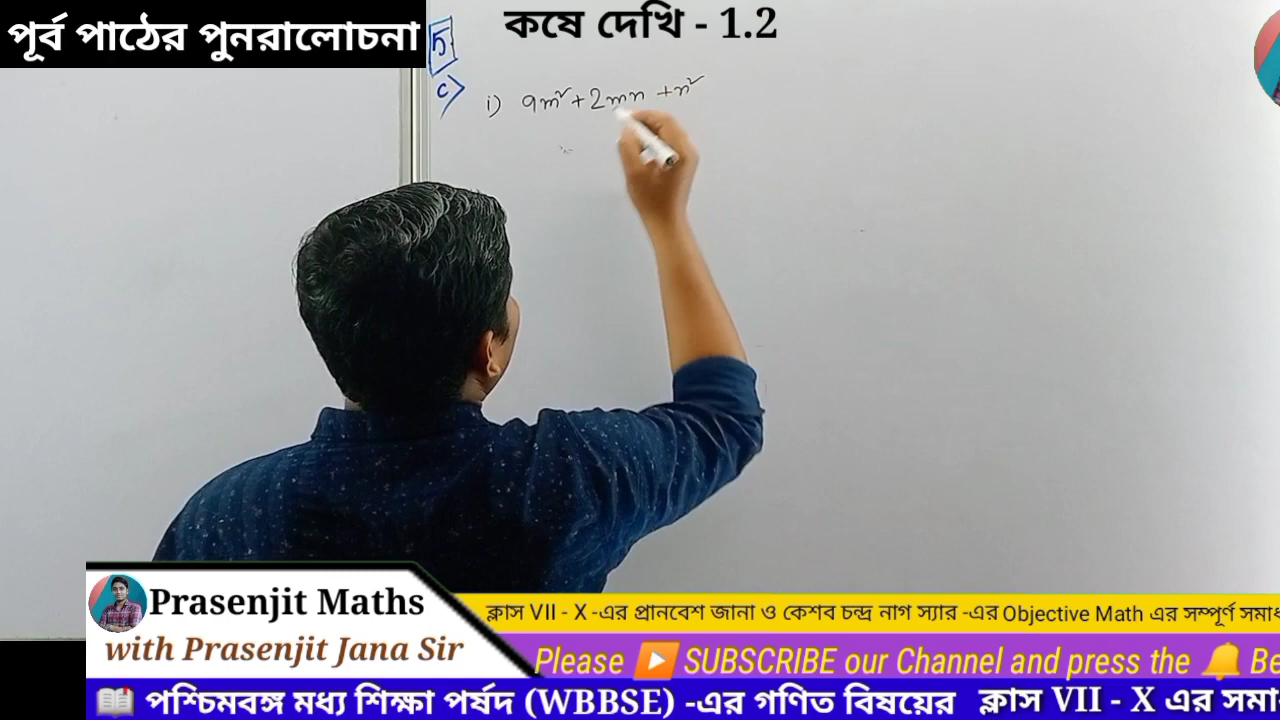 পূর্ব পাঠের পুনরালোচনা
কষে দেখি - 1.2
5
c>
i) 9m²+2mn +n²
Prasenjit Maths
with Prasenjit Jana Sir
ক্লাস VII - X -এর প্রানবেশ জানা ও কেশব চন্দ্র নাগ স্যার -এর Objective Math এর সম্পূর্ণ
Please ▶️ SUBSCRIBE our Channel and press the 🔔 Be
📖 পশ্চিমবঙ্গ মধ্য শিক্ষা পর্ষদ (WBBSE) -এর গণিত বিষয়ের ক্লাস VII - X এর